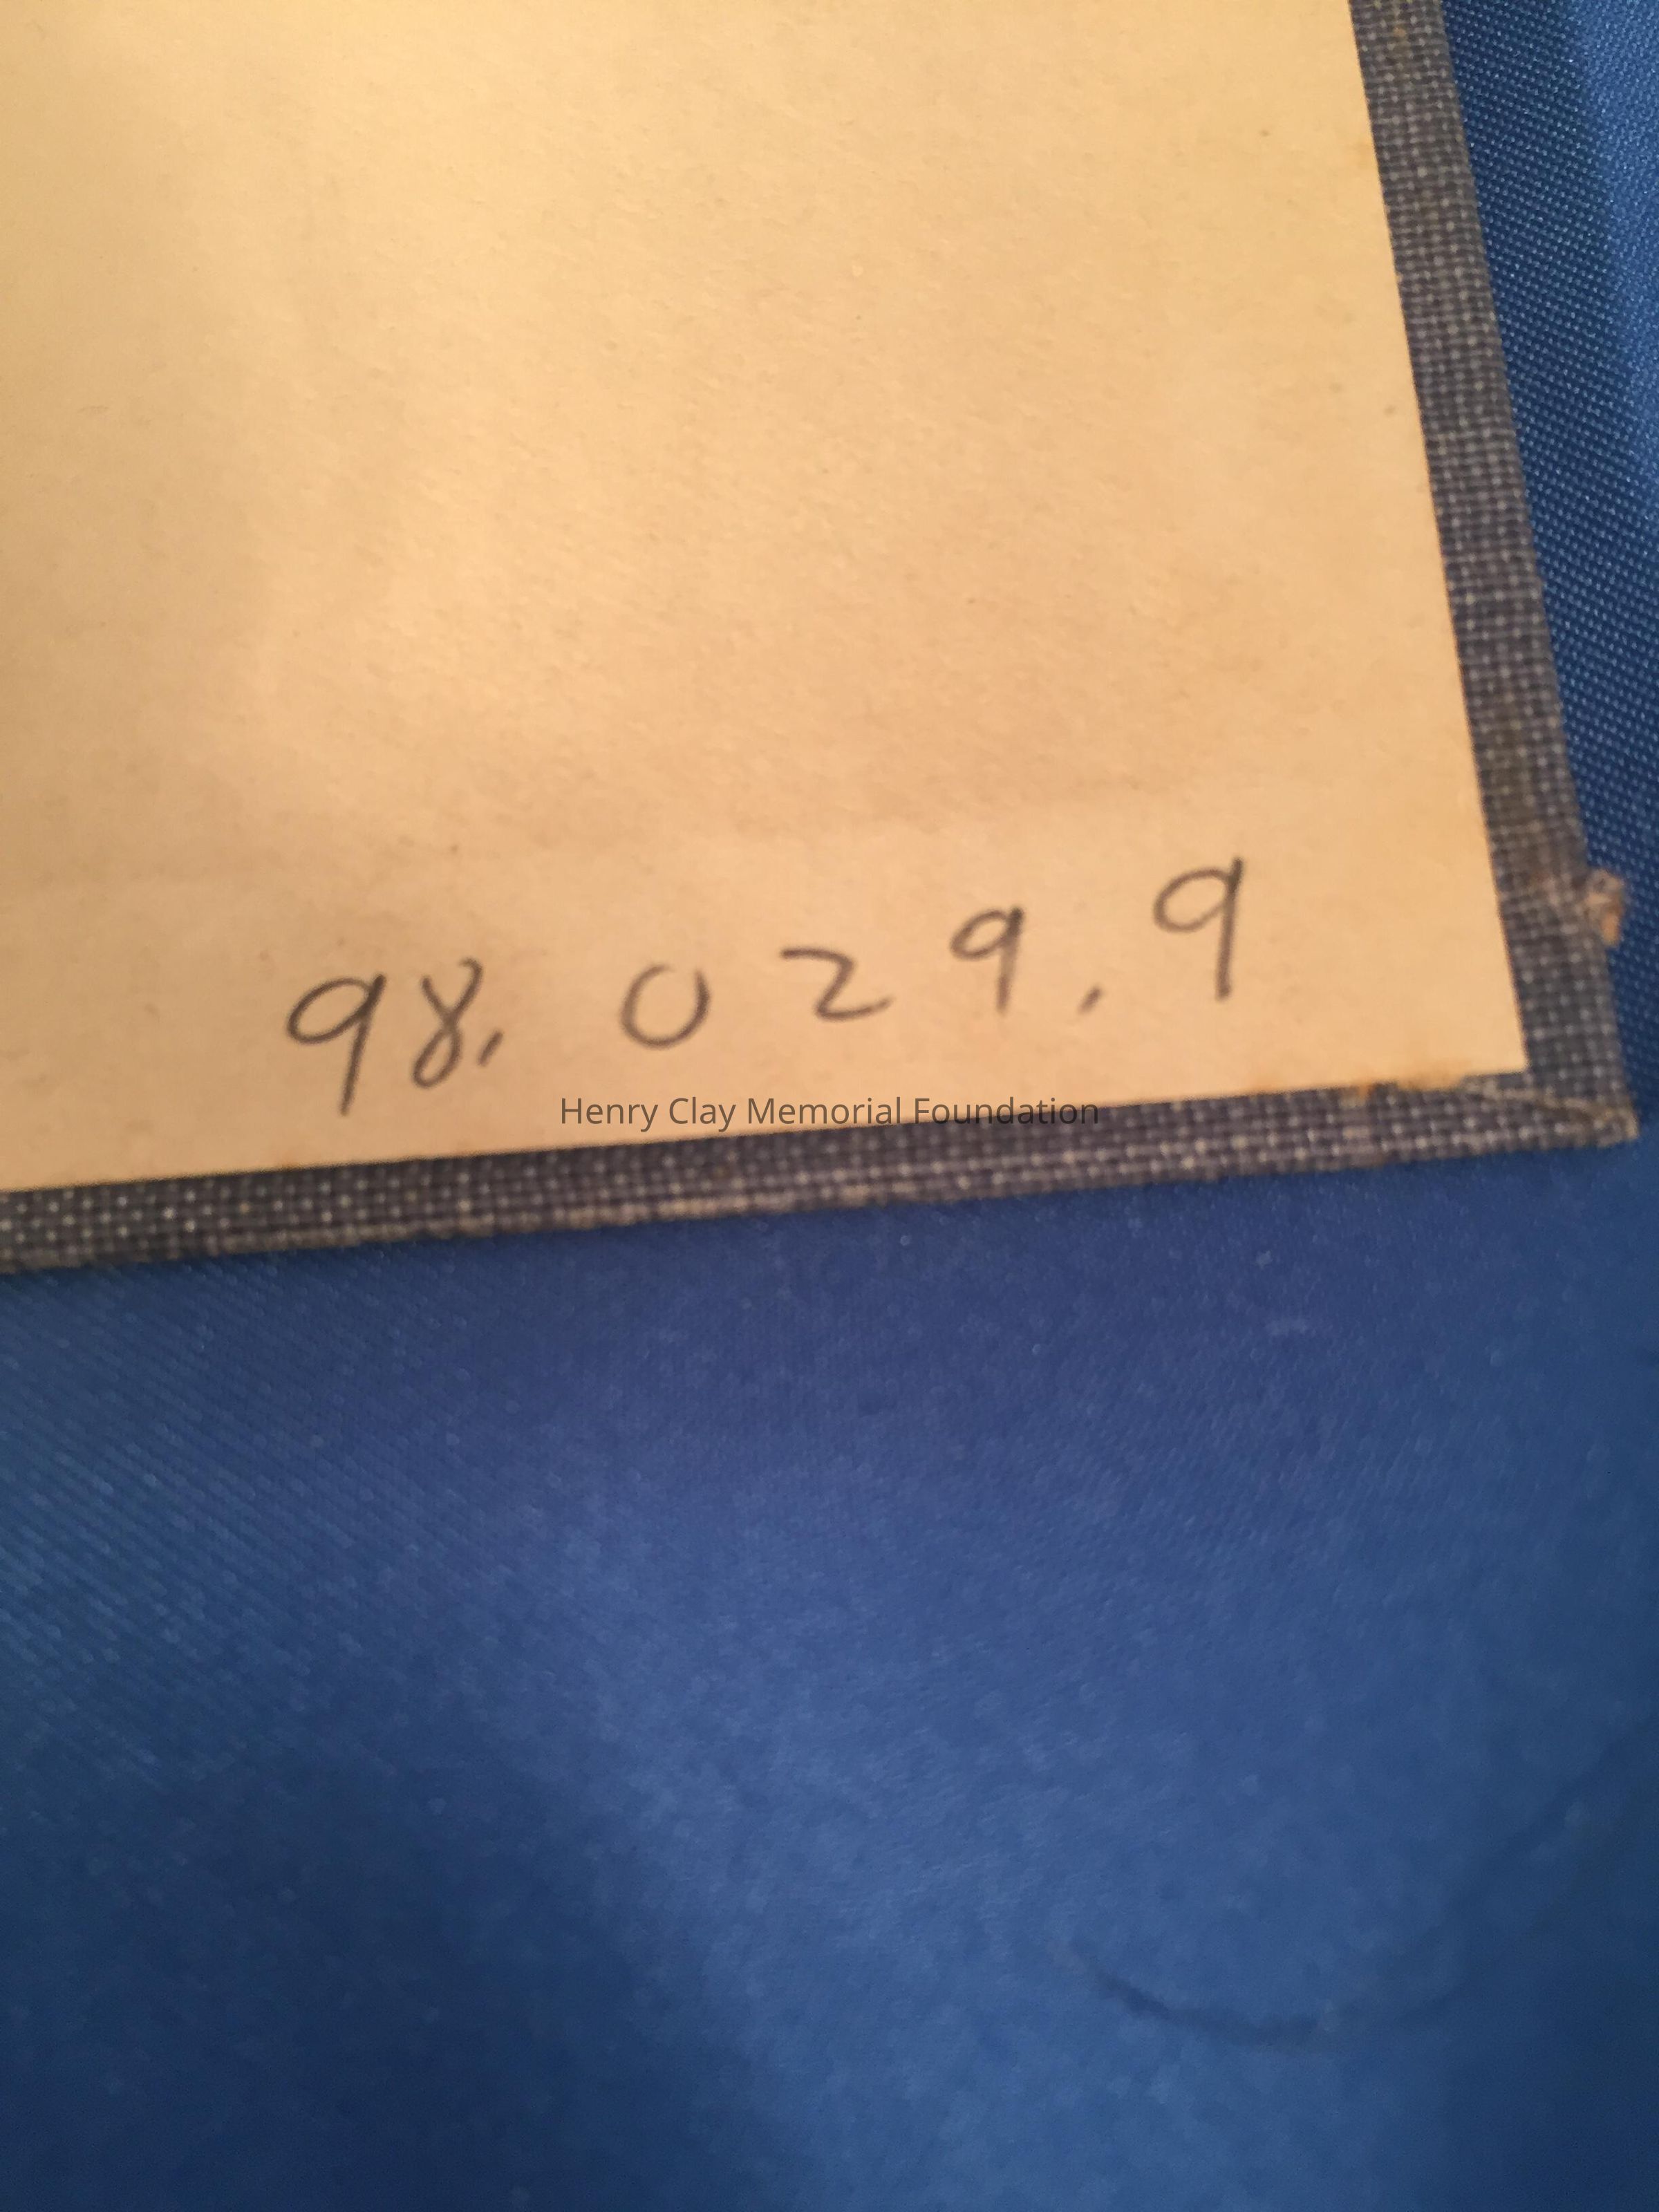 98. 029.9
Henry Clay Memorial Foundation